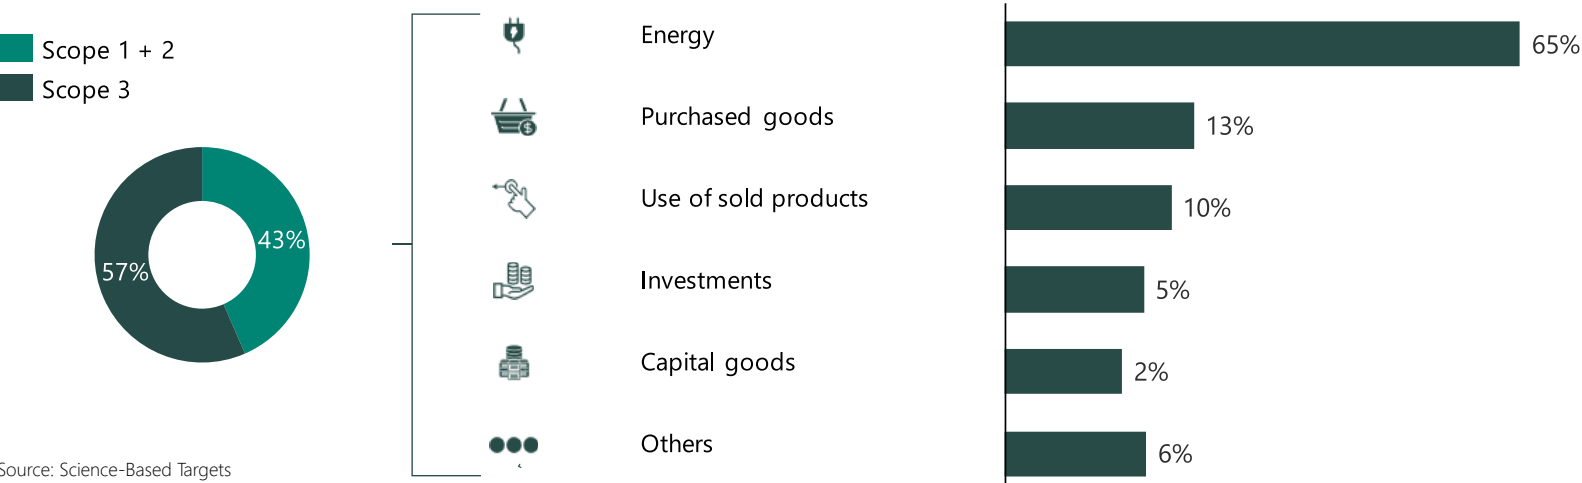 Scope 1 + 2
Scope 3
43%
57%
Energy 65%
Purchased goods 13%
Use of sold products 10%
Investments 5%
Capital goods 2%
Others 6%
Source: Science-Based Targets